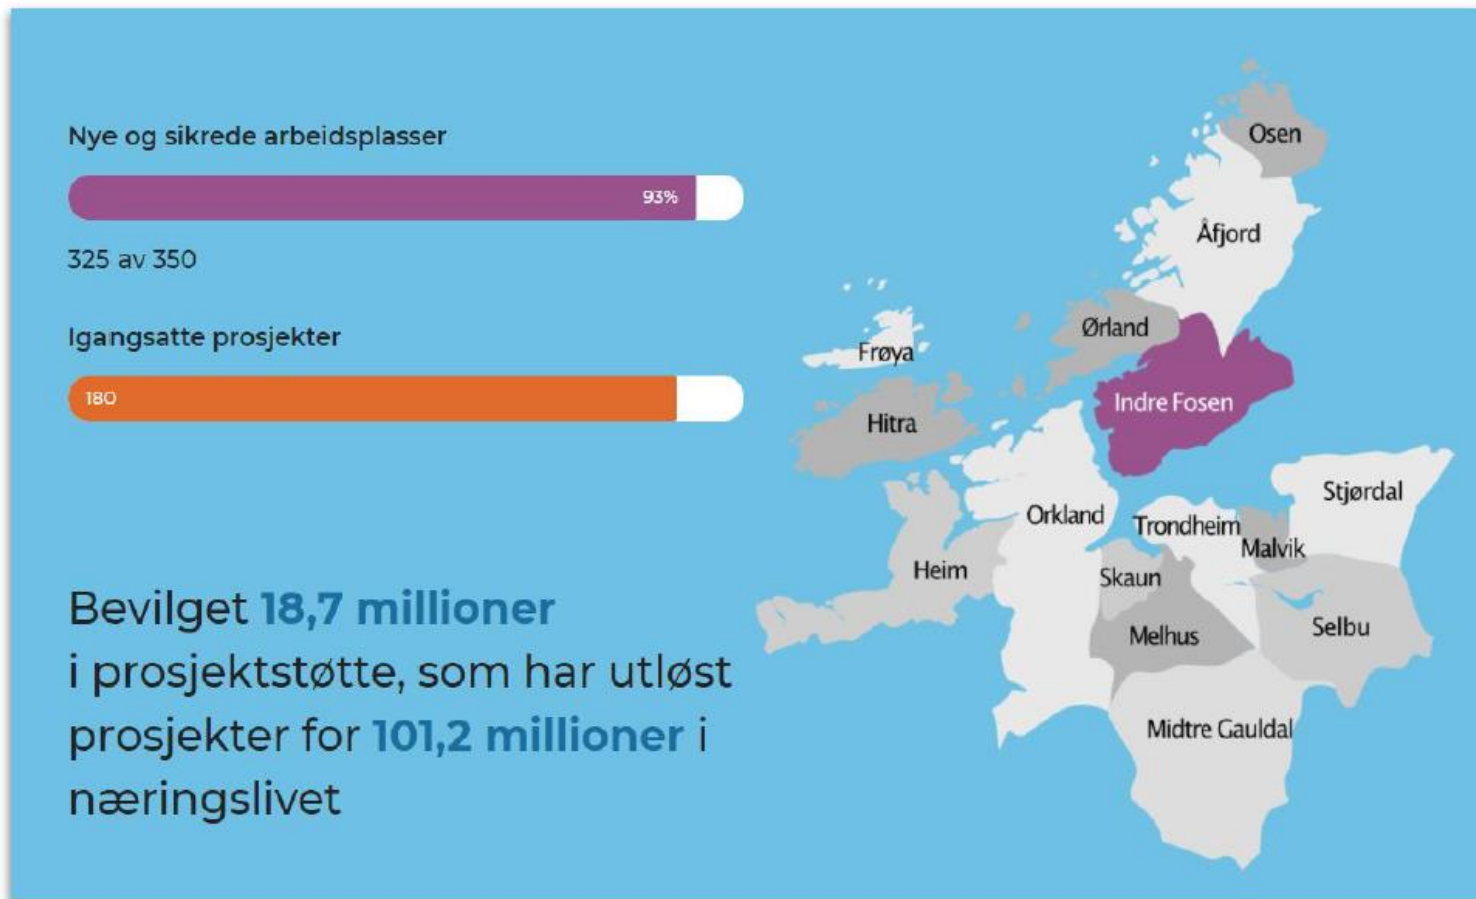 Nye og sikrede arbeidsplasser
93%
325 av 350
Igangsatte prosjekter
180
Bevilget 18,7 millioner
i prosjektstøtte, som har utløst
prosjekter for 101,2 millioner i
næringslivet
Osen
Åfjord
Ørland
Frøya
Indre Fosen
Hitra
Stjørdal
Orkland
Trondheim
Malvik
Heim
Skaun
Selbu
Melhus
Midtre Gauldal